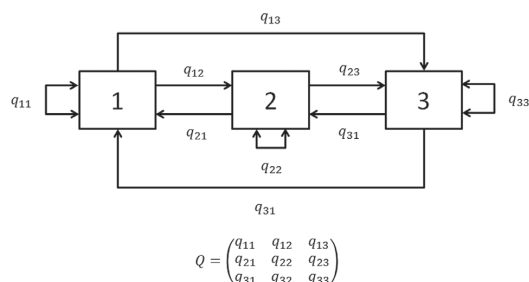 q₁₃
q₁₂ q₂₃
q₁₁ 1 2 3 q₃₃
q₂₁ q₃₁
q₂₂
q₃₁
q₁₁ q₁₂ q₁₃
Q = ( q₂₁ q₂₂ q₂₃ )
q₃₁ q₃₂ q₃₃